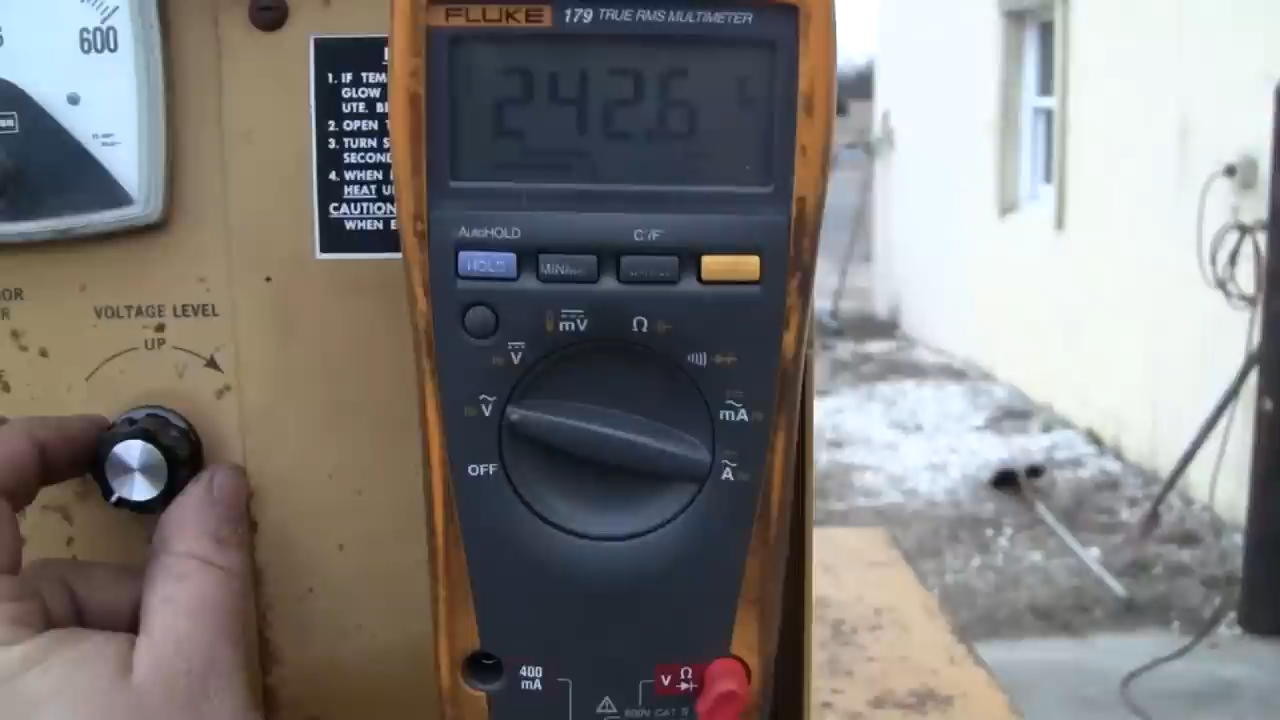 600
FLUKE 179 TRUE RMS MULTIMETER
242.6
1. IF TEM
GLOW
UTE. B
2. OPEN
3. TURN S
SECOND
4. WHEN
HEAT U
CAUTION
WHEN E
AutoHOLD
C°/F°
HOLD
MIN
VOLTAGE LEVEL
UP
OR
R
mV
Ω
V
V
mA
OFF
A
400
mA
V Ω